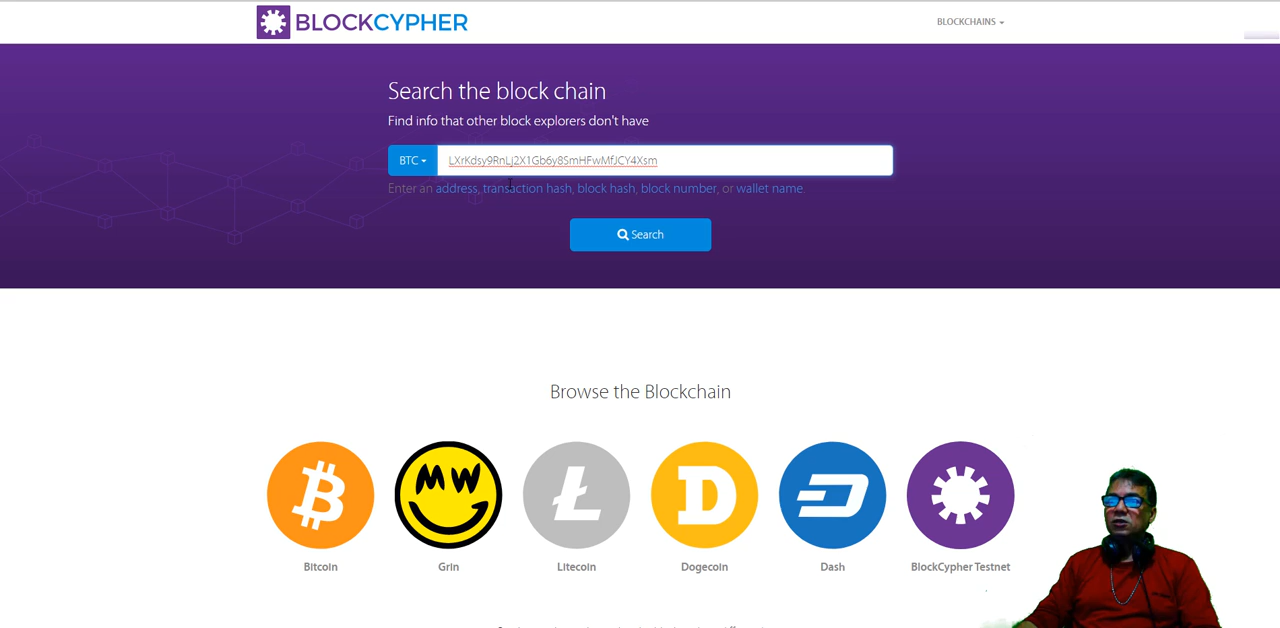 BLOCKCYPHER
BLOCKCHAINS
Search the block chain
Find info that other block explorers don't have
BTC
LXrKdsy9RnLj2X1Gb6y8SmHFwMfJCY4Xsm
Enter an address, transaction hash, block hash, block number, or wallet name.
Search
Browse the Blockchain
MW
Bitcoin
Grin
Litecoin
Dogecoin
Dash
BlockCypher Testnet